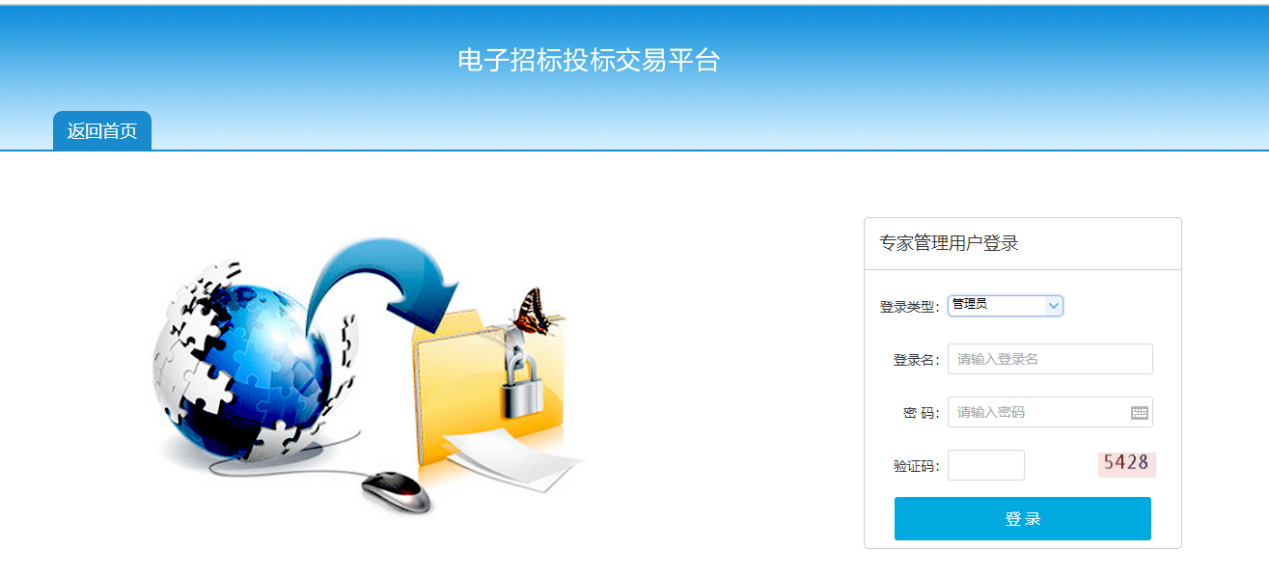 电子招标投标交易平台
返回首页
专家管理用户登录
登录类型: 管理员
登录名: 请输入登录名
密 码: 请输入密码
验证码: 5428
登 录